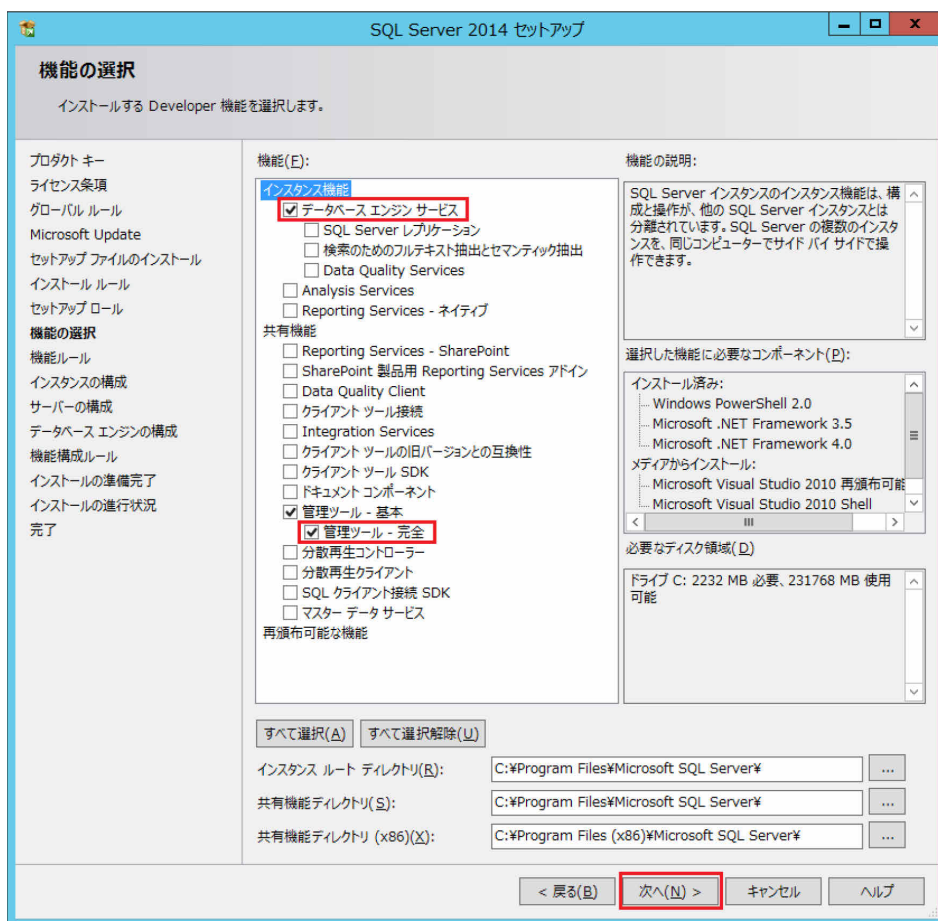 SQL Server 2014 セットアップ
機能の選択
インストールする Developer 機能を選択します。
プロダクト キー
ライセンス条項
グローバル ルール
Microsoft Update
セットアップ ファイルのインストール
インストール ルール
セットアップ ロール
機能の選択
機能ルール
インスタンスの構成
サーバーの構成
データベース エンジンの構成
機能構成ルール
インストールの準備完了
インストールの進行状況
完了
機能(F):
インスタンス機能
データベース エンジン サービス
SQL Server レプリケーション
検索のためのフルテキスト抽出とセマンティック抽出
Data Quality Services
Analysis Services
Reporting Services - ネイティブ
共有機能
Reporting Services - SharePoint
SharePoint 製品用 Reporting Services アドイン
Data Quality Client
クライアント ツール接続
Integration Services
クライアント ツールの旧バージョンとの互換性
クライアント ツール SDK
ドキュメント コンポーネント
管理ツール - 基本
管理ツール - 完全
分散再生コントローラー
分散再生クライアント
SQL クライアント接続 SDK
マスター データ サービス
再頒布可能な機能
機能の説明:
SQL Server インスタンスのインスタンス機能は、構
成と操作が、他の SQL Server インスタンスとは
分離されています。SQL Server の複数のインスタ
ンスを、同じコンピューターでサイド バイ サイドで操
作できます。
選択した機能に必要なコンポーネント(P):
インストール済み:
Windows PowerShell 2.0
Microsoft .NET Framework 3.5
Microsoft .NET Framework 4.0
メディアからインストール:
Microsoft Visual Studio 2010 再頒布可能
Microsoft Visual Studio 2010 Shell
必要なディスク領域(D)
ドライブ C: 2232 MB 必要、231768 MB 使用
可能
すべて選択(A)
すべて選択解除(U)
インスタンス ルート ディレクトリ(R):
C:¥Program Files¥Microsoft SQL Server¥
...
共有機能ディレクトリ(S):
C:¥Program Files¥Microsoft SQL Server¥
...
共有機能ディレクトリ (x86)(X):
C:¥Program Files (x86)¥Microsoft SQL Server¥
...
< 戻る(B)
次へ(N) >
キャンセル
ヘルプ